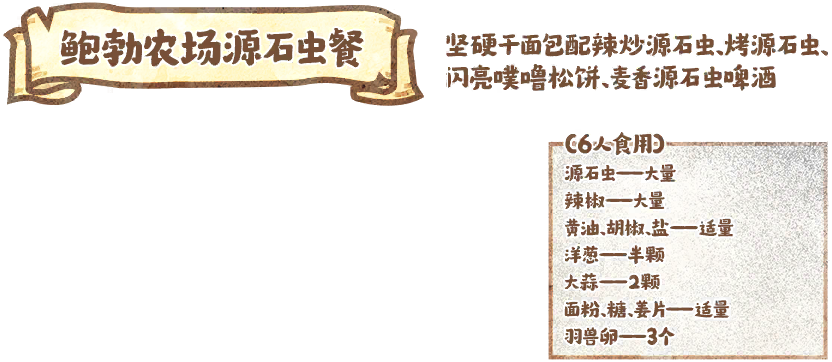 鲍勃农场源石虫餐
坚硬干面包配辣炒源石虫、烤源石虫、
闪亮噗噜松饼、麦香源石虫啤酒
(6人食用)
源石虫——大量
辣椒——大量
黄油、胡椒、盐——适量
洋葱——半颗
大蒜——2颗
面粉、糖、姜片——适量
羽兽卵——3个